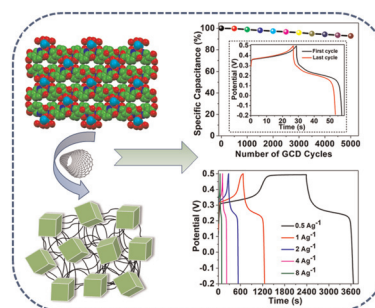 Specific Capacitance (%)
100
80
60
40
20
0
0 1000 2000 3000 4000 5000
Number of GCD Cycles
Potential (V)
0.5
0.4
0.3
0.2
0.1
0.0
-0.1
-0.2
0 10 20 30 40 50
Time (s)
First cycle
Last cycle
Potential (V)
0.5
0.4
0.3
0.2
0.1
0.0
-0.1
-0.2
0 600 1200 1800 2400 3000 3600
Time (s)
0.5 Ag-1
1 Ag-1
2 Ag-1
4 Ag-1
8 Ag-1